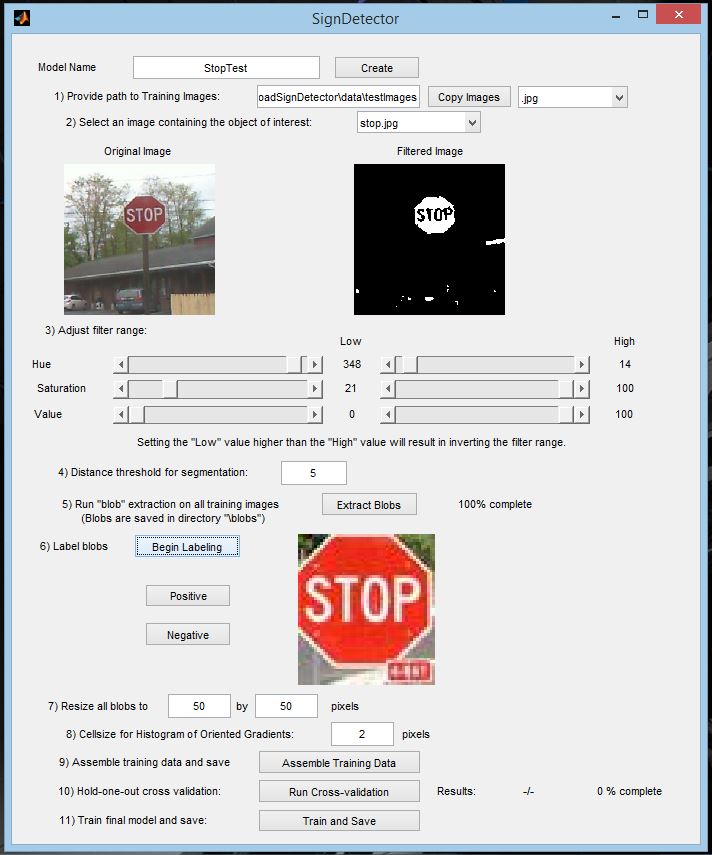 SignDetector
Model Name StopTest Create
1) Provide path to Training Images: oadSignDetector\data\testImages Copy Images .jpg
2) Select an image containing the object of interest: stop.jpg
Original Image Filtered Image
STOP STOP
3) Adjust filter range:
Low High
Hue 348 14
Saturation 21 100
Value 0 100
Setting the "Low" value higher than the "High" value will result in inverting the filter range.
4) Distance threshold for segmentation: 5
5) Run "blob" extraction on all training images Extract Blobs 100% complete
(Blobs are saved in directory "\blobs")
6) Label blobs Begin Labeling
STOP
Positive
Negative
7) Resize all blobs to 50 by 50 pixels
8) Cellsize for Histogram of Oriented Gradients: 2 pixels
9) Assemble training data and save Assemble Training Data
10) Hold-one-out cross validation: Run Cross-validation Results: -/- 0 % complete
11) Train final model and save: Train and Save